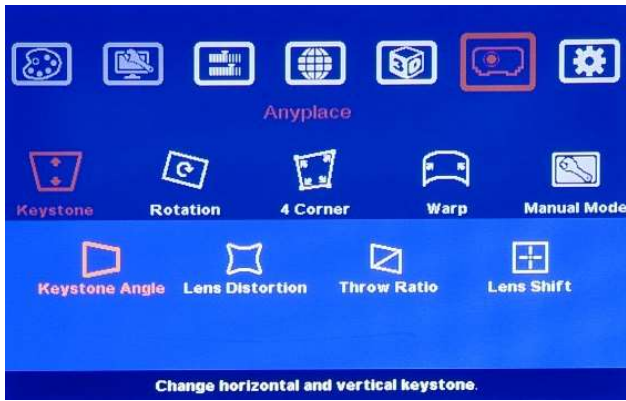 3D
Anyplace
Keystone Rotation 4 Corner Warp Manual Mode
Keystone Angle Lens Distortion Throw Ratio Lens Shift
Change horizontal and vertical keystone.